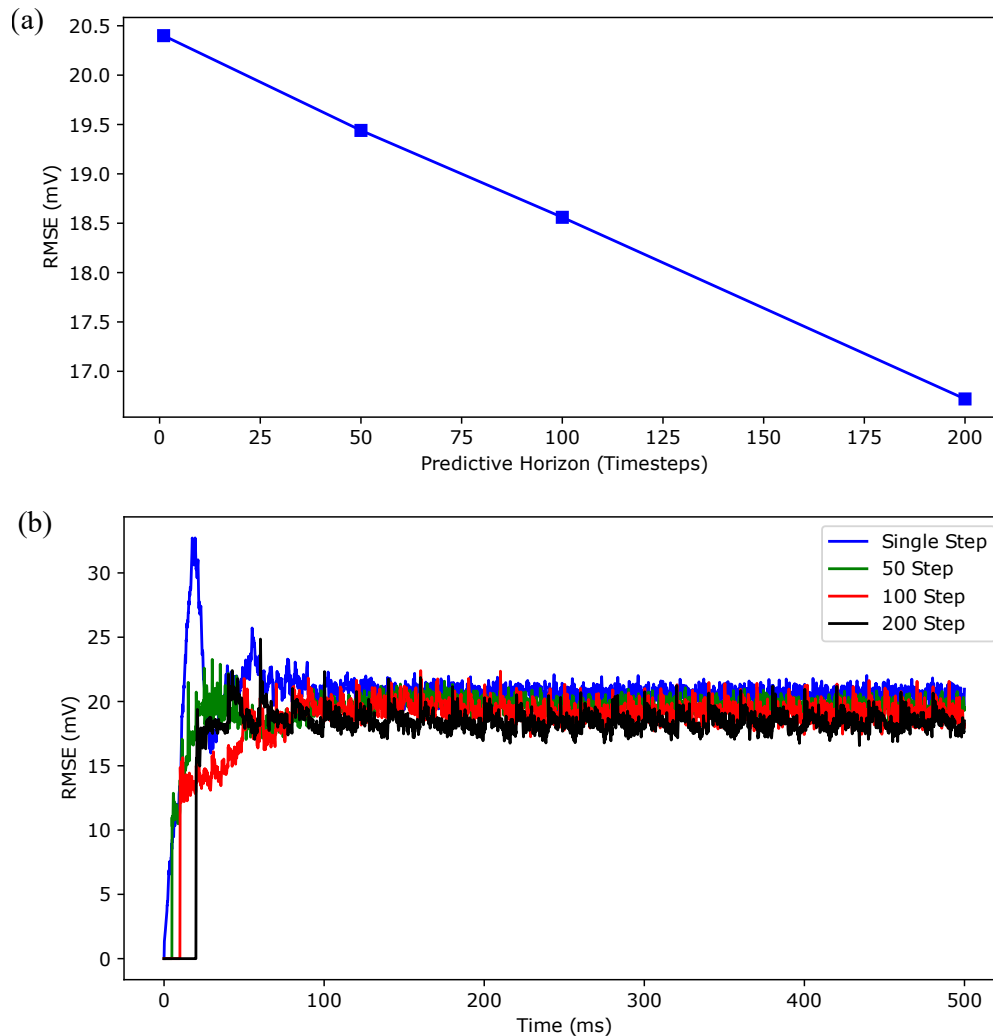 (a)
20.5
20.0
19.5
19.0
18.5
18.0
17.5
17.0
RMSE (mV)
0 25 50 75 100 125 150 175 200
Predictive Horizon (Timesteps)
(b)
30
25
20
15
10
5
0
RMSE (mV)
Single Step
50 Step
100 Step
200 Step
0 100 200 300 400 500
Time (ms)